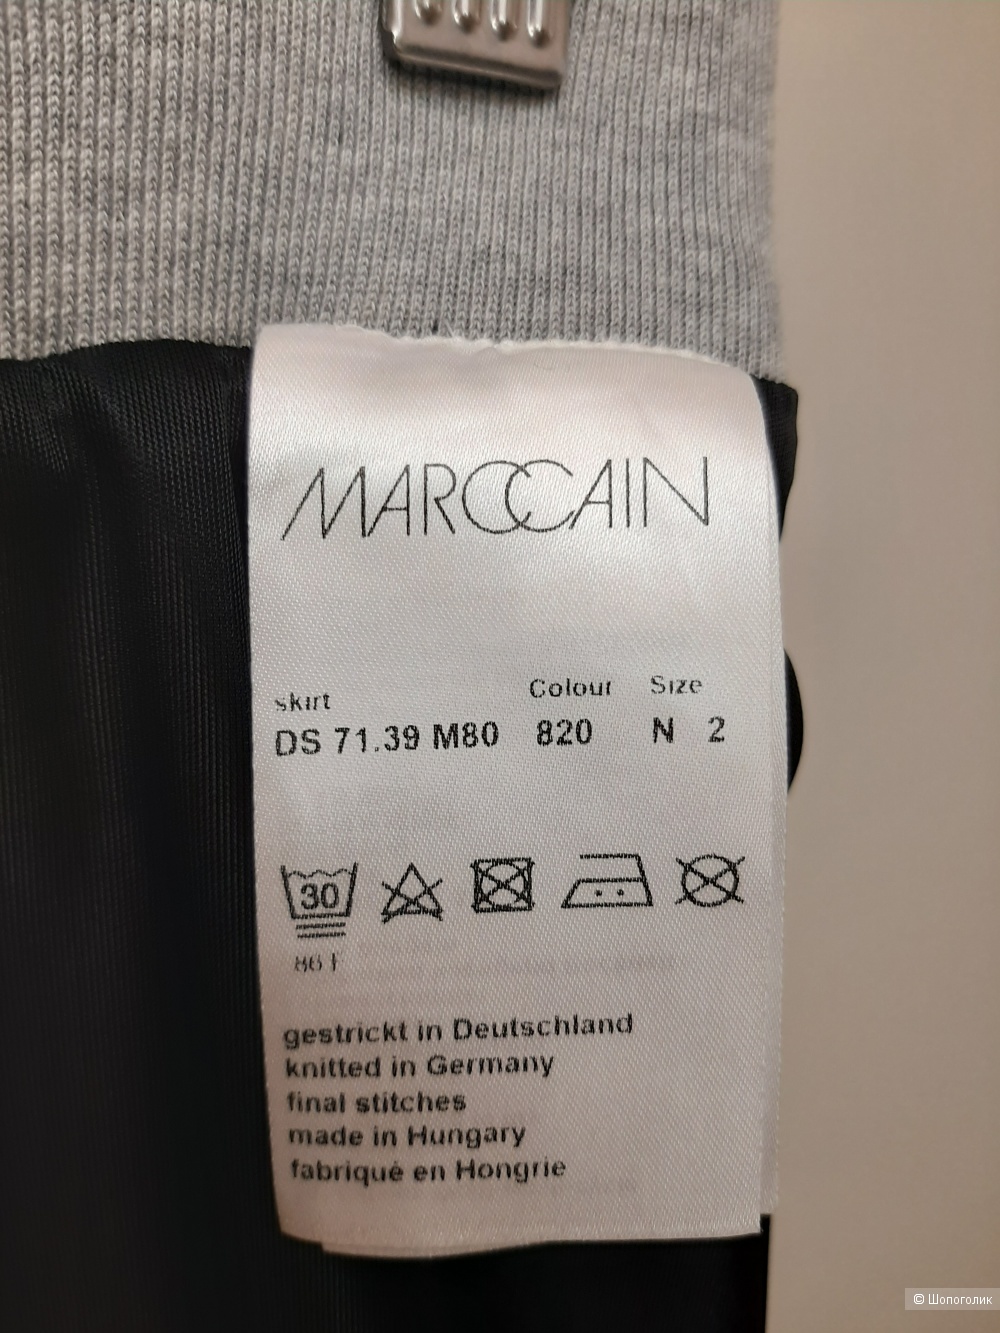 MARCCAIN
skirt Colour Size
DS 71.39 M80 820 N 2
30
86 F
gestrickt in Deutschland
knitted in Germany
final stitches
made in Hungary
fabriqué en Hongrie
© Шопоголик